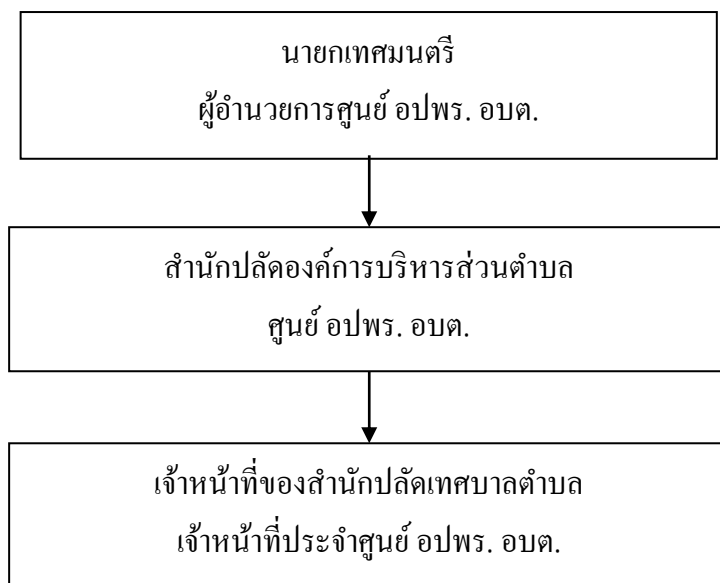 นายกเทศมนตรี
ผู้อำนวยการศูนย์ อปพร. อบต.
สำนักปลัดองค์การบริหารส่วนตำบล
ศูนย์ อปพร. อบต.
เจ้าหน้าที่ของสำนักปลัดเทศบาลตำบล
เจ้าหน้าที่ประจำศูนย์ อปพร. อบต.